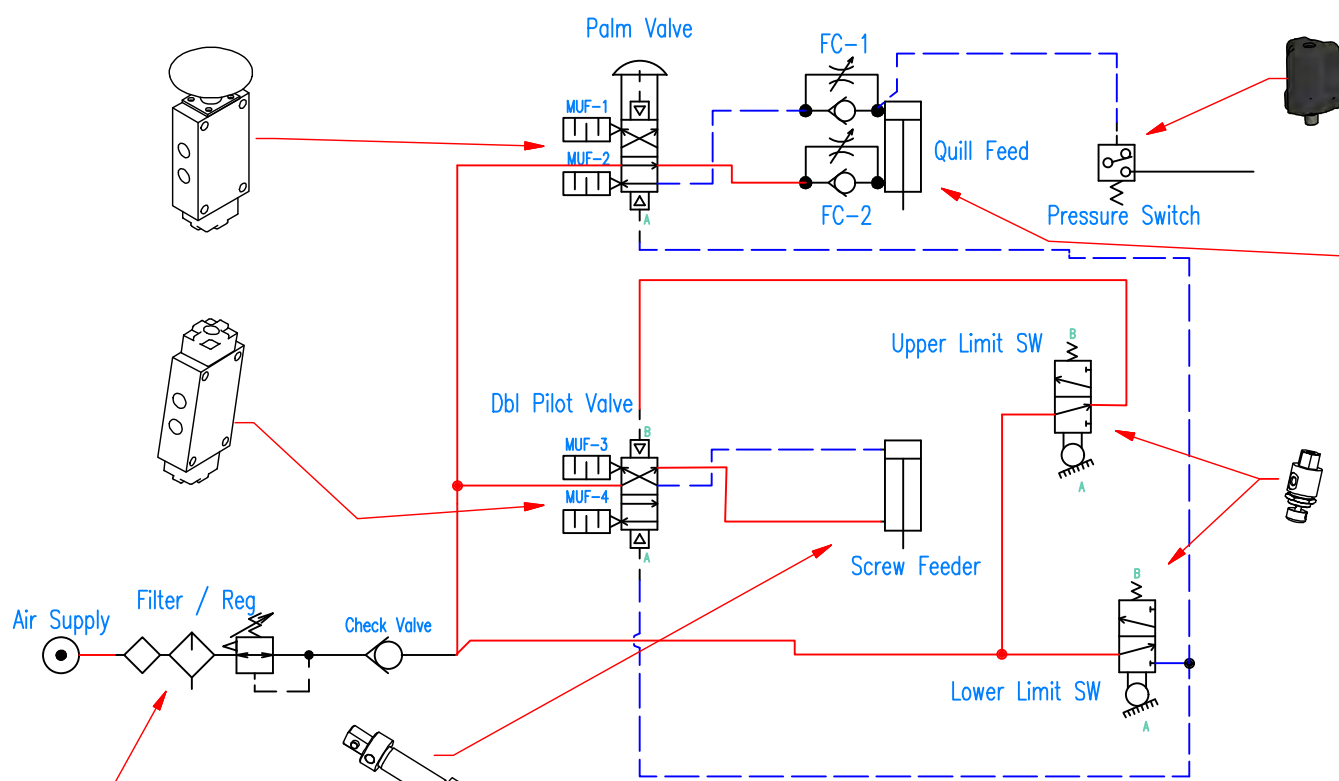 Palm Valve
FC-1
MUF-1
MUF-2
Quill Feed
FC-2
Pressure Switch
A
B
Upper Limit SW
Dbl Pilot Valve
B
MUF-3
MUF-4
A
A
Screw Feeder
B
Filter / Reg
Air Supply
Check Valve
Lower Limit SW
A